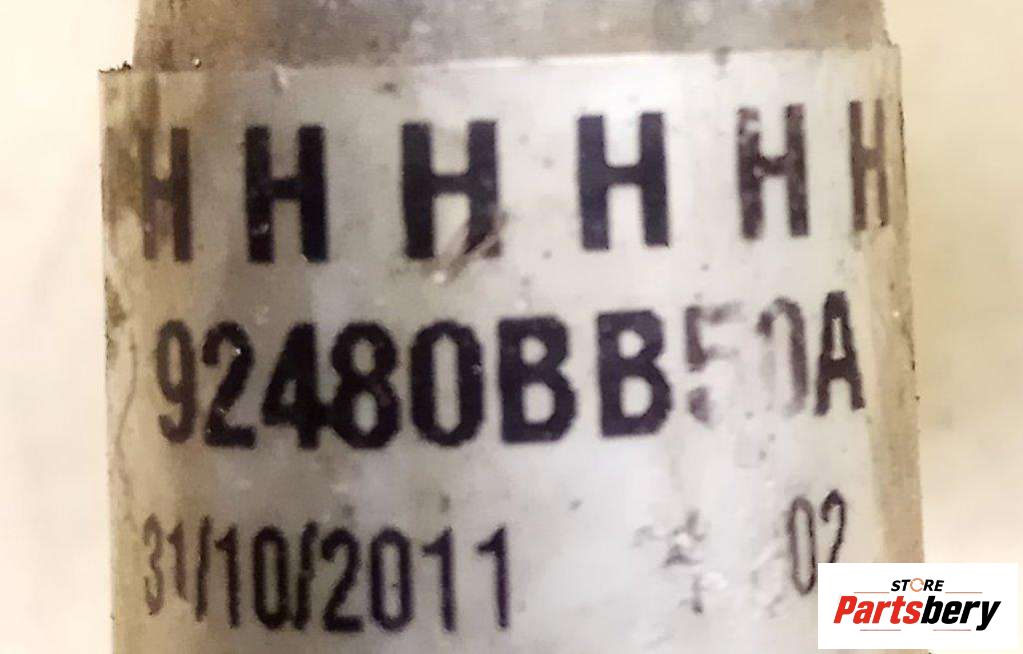 HHHHHH
92480BB50A
31/10/2011 02
STORE
Partsbery